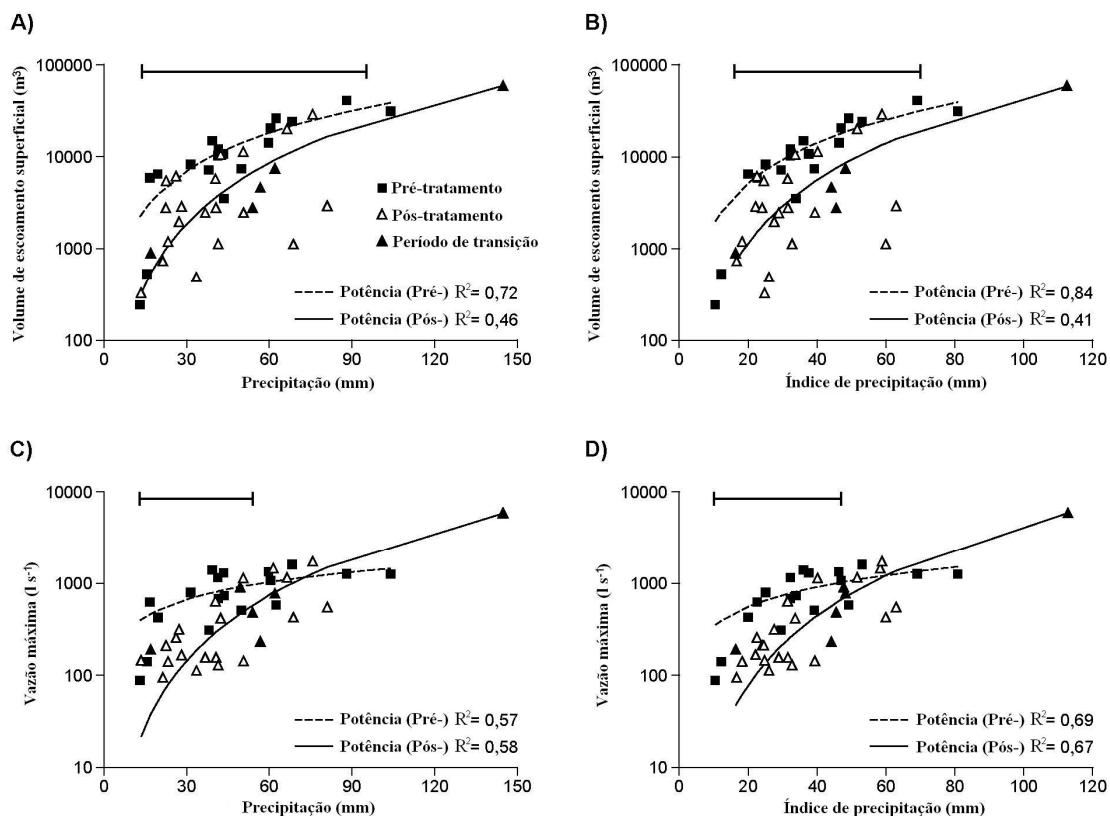 A)
Volume de escoamento superficial (m³)
100000
10000
1000
100
0
30
60
90
120
150
Precipitação (mm)
Pré-tratamento
Pós-tratamento
Período de transição
Potência (Pré-) R²= 0,72
Potência (Pós-) R²= 0,46
B)
Volume de escoamento superficial (m³)
100000
10000
1000
100
0
20
40
60
80
100
120
Índice de precipitação (mm)
Potência (Pré-) R²= 0,84
Potência (Pós-) R²= 0,41
C)
Vazão máxima (l s⁻¹)
10000
1000
100
10
0
30
60
90
120
150
Precipitação (mm)
Potência (Pré-) R²= 0,57
Potência (Pós-) R²= 0,58
D)
Vazão máxima (l s⁻¹)
10000
1000
100
10
0
20
40
60
80
100
120
Índice de precipitação (mm)
Potência (Pré-) R²= 0,69
Potência (Pós-) R²= 0,67